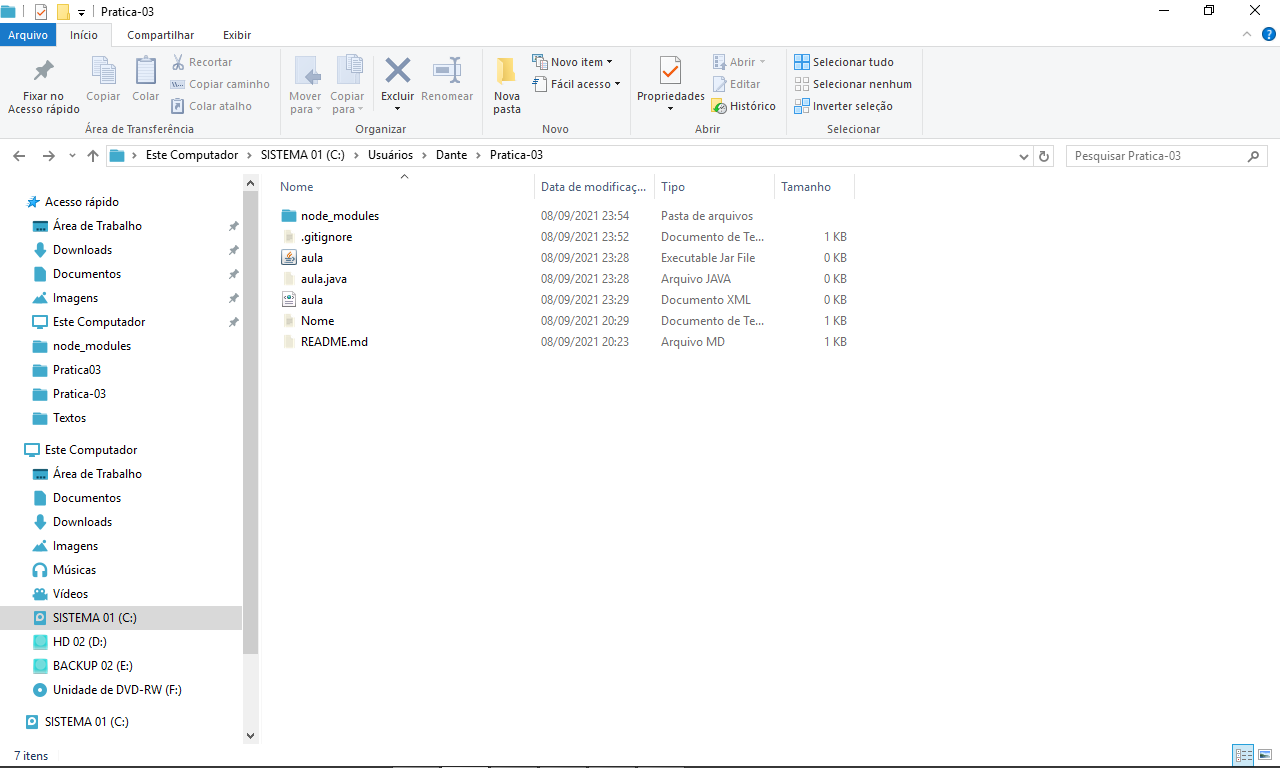 Pratica-03
Arquivo Início Compartilhar Exibir
Fixar no Acesso rápido
Copiar
Colar
Recortar
Copiar caminho
Colar atalho
Área de Transferência
Mover para
Copiar para
Excluir
Renomear
Organizar
Nova pasta
Novo item
Fácil acesso
Novo
Propriedades
Abrir
Editar
Histórico
Abrir
Selecionar tudo
Selecionar nenhum
Inverter seleção
Selecionar
Este Computador > SISTEMA 01 (C:) > Usuários > Dante > Pratica-03
Pesquisar Pratica-03
Acesso rápido
Área de Trabalho
Downloads
Documentos
Imagens
Este Computador
node_modules
Pratica03
Pratica-03
Textos
Este Computador
Área de Trabalho
Documentos
Downloads
Imagens
Músicas
Vídeos
SISTEMA 01 (C:)
HD 02 (D:)
BACKUP 02 (E:)
Unidade de DVD-RW (F:)
SISTEMA 01 (C:)
Nome Data de modificaç... Tipo Tamanho
node_modules 08/09/2021 23:54 Pasta de arquivos
.gitignore 08/09/2021 23:52 Documento de Te... 1 KB
aula 08/09/2021 23:28 Executable Jar File 0 KB
aula.java 08/09/2021 23:28 Arquivo JAVA 0 KB
aula 08/09/2021 23:29 Documento XML 0 KB
Nome 08/09/2021 20:29 Documento de Te... 1 KB
README.md 08/09/2021 20:23 Arquivo MD 1 KB
7 itens